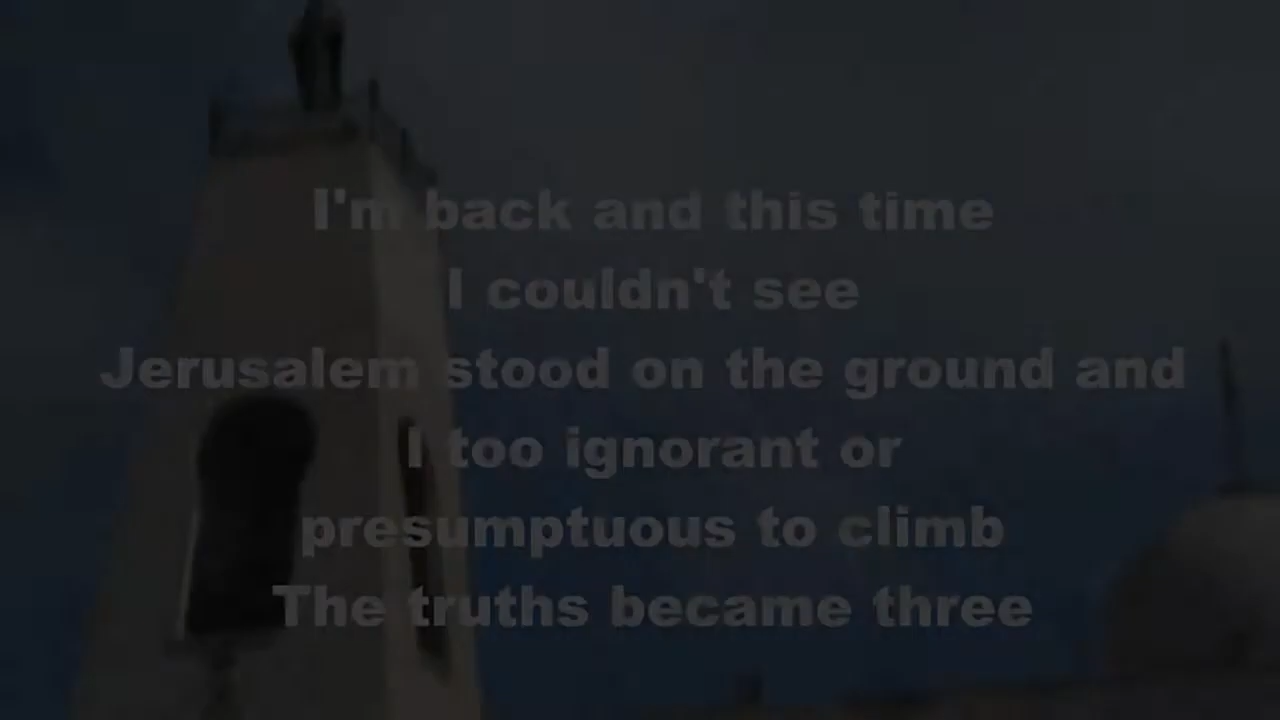 I'm back and this time
I couldn't see
Jerusalem stood on the ground and
I too ignorant or
presumptuous to climb
The truths became three